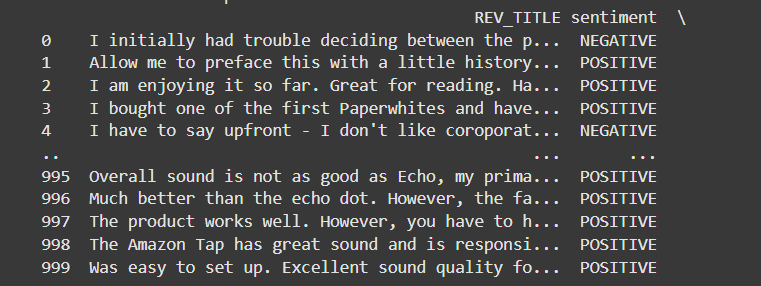 REV_TITLE sentiment \
0 I initially had trouble deciding between the p... NEGATIVE
1 Allow me to preface this with a little history... POSITIVE
2 I am enjoying it so far. Great for reading. Ha... POSITIVE
3 I bought one of the first Paperwhites and have... POSITIVE
4 I have to say upfront - I don't like coroporat... NEGATIVE
.. ... ...
995 Overall sound is not as good as Echo, my prima... POSITIVE
996 Much better than the echo dot. However, the fa... POSITIVE
997 The product works well. However, you have to h... POSITIVE
998 The Amazon Tap has great sound and is responsi... POSITIVE
999 Was easy to set up. Excellent sound quality fo... POSITIVE